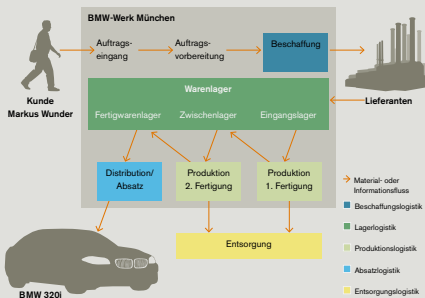 BMW-Werk München
Auftrags-
eingang
Auftrags-
vorbereitung
Beschaffung
Kunde
Markus Wunder
Lieferanten
Warenlager
Fertigwarenlager
Zwischenlager
Eingangslager
Distribution/
Absatz
Produktion
2. Fertigung
Produktion
1. Fertigung
Entsorgung
BMW 320i
Material- oder
Informationsfluss
Beschaffungslogistik
Lagerlogistik
Produktionslogistik
Absatzlogistik
Entsorgungslogistik